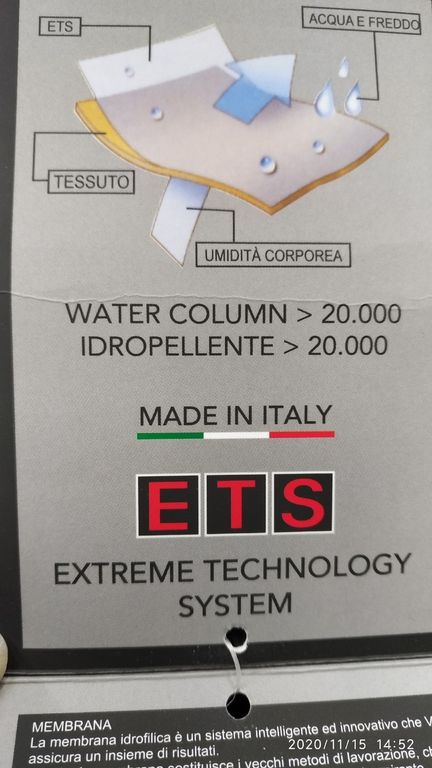 ETS
ACQUA E FREDDO
TESSUTO
UMIDITÀ CORPOREA
WATER COLUMN > 20.000
IDROPELLENTE > 20.000
MADE IN ITALY
ETS
EXTREME TECHNOLOGY
SYSTEM
MEMBRANA
La membrana idrofilica è un sistema intelligente ed innovativo che
assicura un insieme di risultati.
sostituisce i vecchi metodi di lavorazione,
2020/11/15 14:52